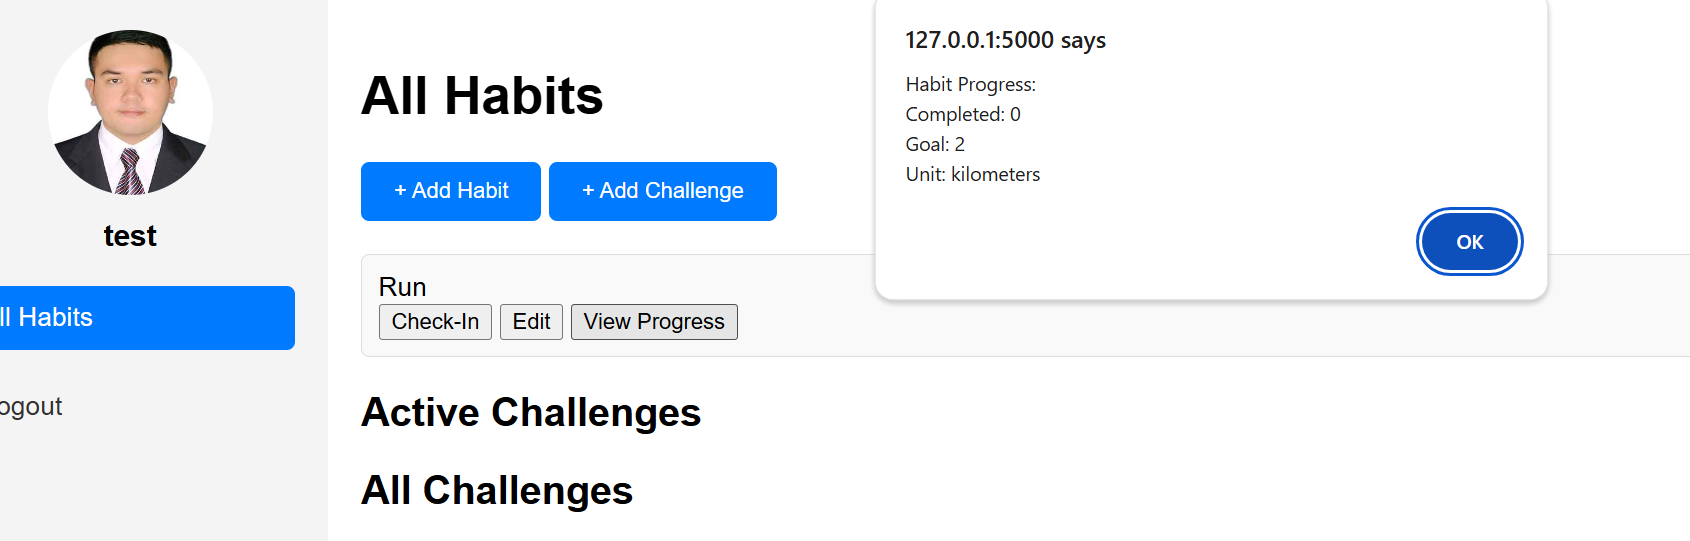 127.0.0.1:5000 says
Habit Progress:
Completed: 0
Goal: 2
Unit: kilometers
OK
test
ll Habits
ogout
All Habits
+ Add Habit
+ Add Challenge
Run
Check-In
Edit
View Progress
Active Challenges
All Challenges